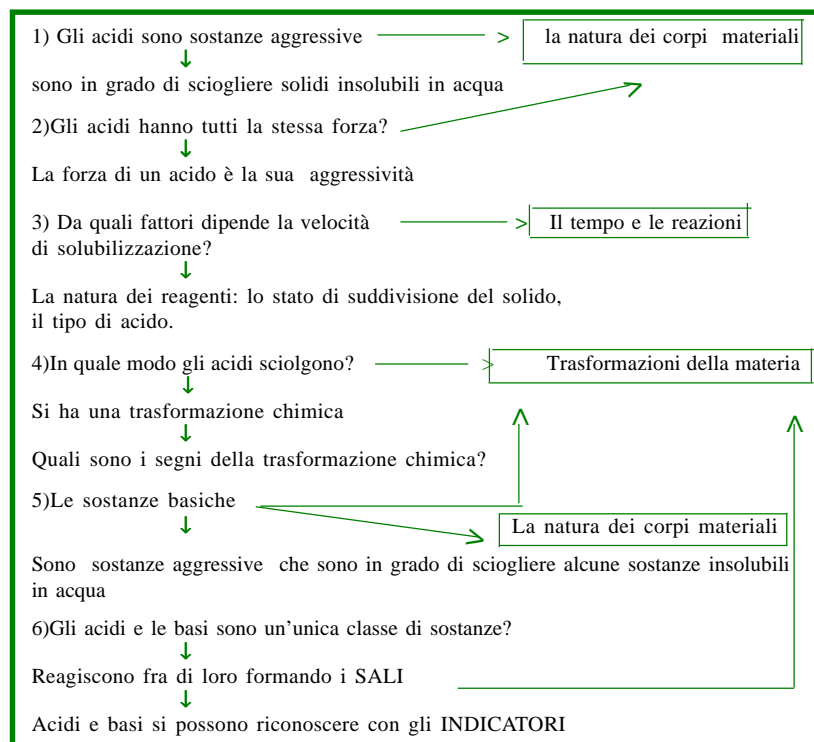 1) Gli acidi sono sostanze aggressive > la natura dei corpi materiali
sono in grado di sciogliere solidi insolubili in acqua
2)Gli acidi hanno tutti la stessa forza?
La forza di un acido è la sua aggressività
3) Da quali fattori dipende la velocità > Il tempo e le reazioni
di solubilizzazione?
La natura dei reagenti: lo stato di suddivisione del solido,
il tipo di acido.
4)In quale modo gli acidi sciolgono? > Trasformazioni della materia
Si ha una trasformazione chimica
Quali sono i segni della trasformazione chimica?
5)Le sostanze basiche
La natura dei corpi materiali
Sono sostanze aggressive che sono in grado di sciogliere alcune sostanze insolubili
in acqua
6)Gli acidi e le basi sono un'unica classe di sostanze?
Reagiscono fra di loro formando i SALI
Acidi e basi si possono riconoscere con gli INDICATORI